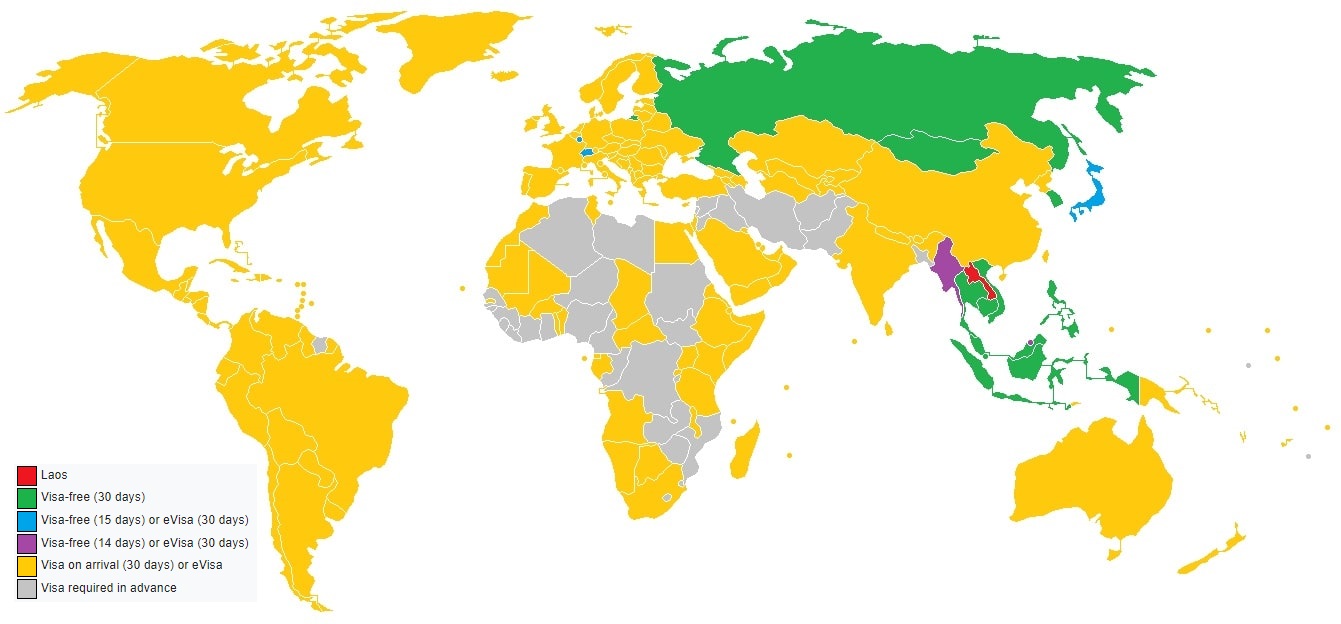 Laos
Visa-free (30 days)
Visa-free (15 days) or eVisa (30 days)
Visa-free (14 days) or eVisa (30 days)
Visa on arrival (30 days) or eVisa
Visa required in advance